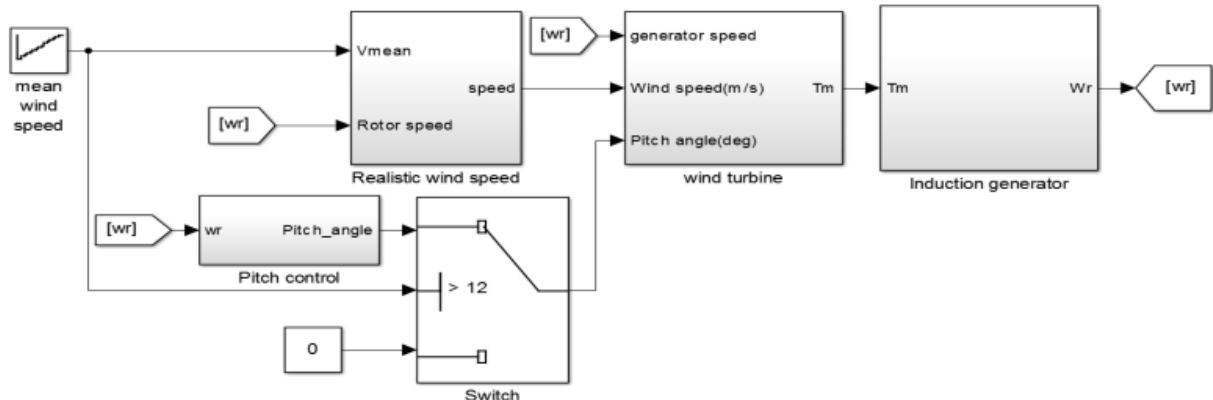 mean
wind
speed
Vmean
[wr]
Rotor speed
speed
Realistic wind speed
[wr]
generator speed
Wind speed(m/s)
Pitch angle(deg)
Tm
wind turbine
Tm
Wr
Induction generator
[wr]
[wr]
wr
Pitch_angle
Pitch control
> 12
0
Switch